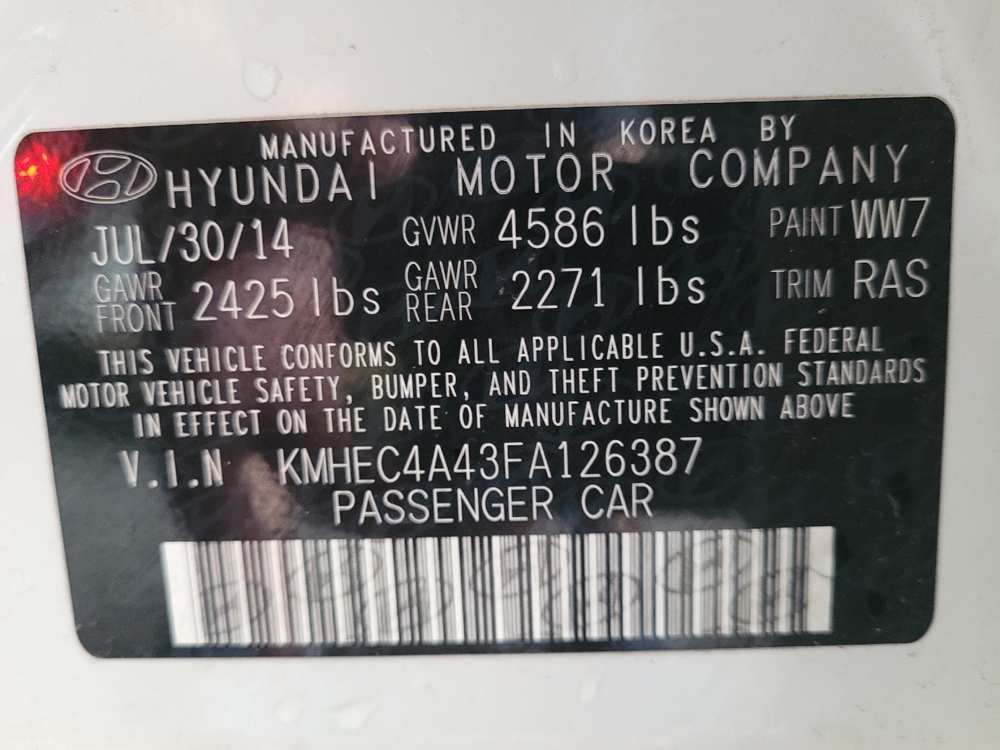 MANUFACTURED IN KOREA BY
HYUNDAI MOTOR COMPANY
JUL/30/14 GVWR 4586 lbs PAINT WW7
GAWR FRONT 2425 lbs GAWR REAR 2271 lbs TRIM RAS
THIS VEHICLE CONFORMS TO ALL APPLICABLE U.S.A. FEDERAL
MOTOR VEHICLE SAFETY, BUMPER, AND THEFT PREVENTION STANDARDS
IN EFFECT ON THE DATE OF MANUFACTURE SHOWN ABOVE
V.I.N KMHEC4A43FA126387
PASSENGER CAR